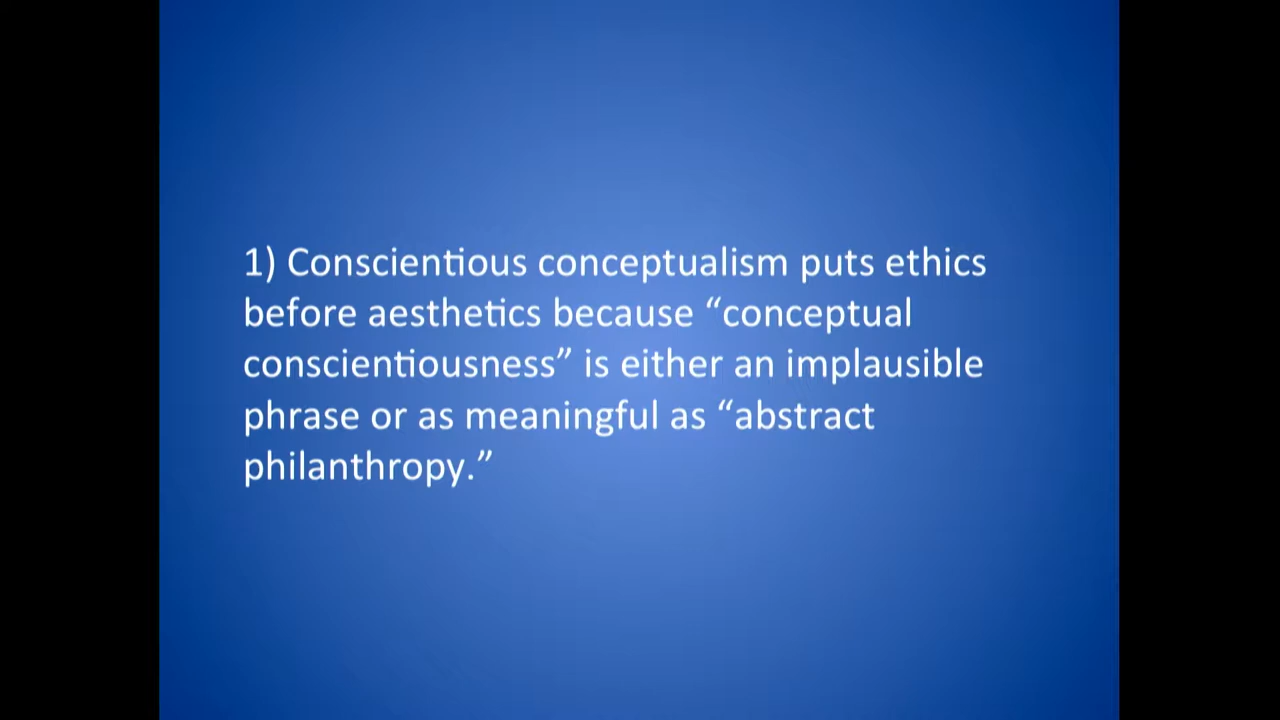 1) Conscientious conceptualism puts ethics
before aesthetics because “conceptual
conscientiousness” is either an implausible
phrase or as meaningful as “abstract
philanthropy.”